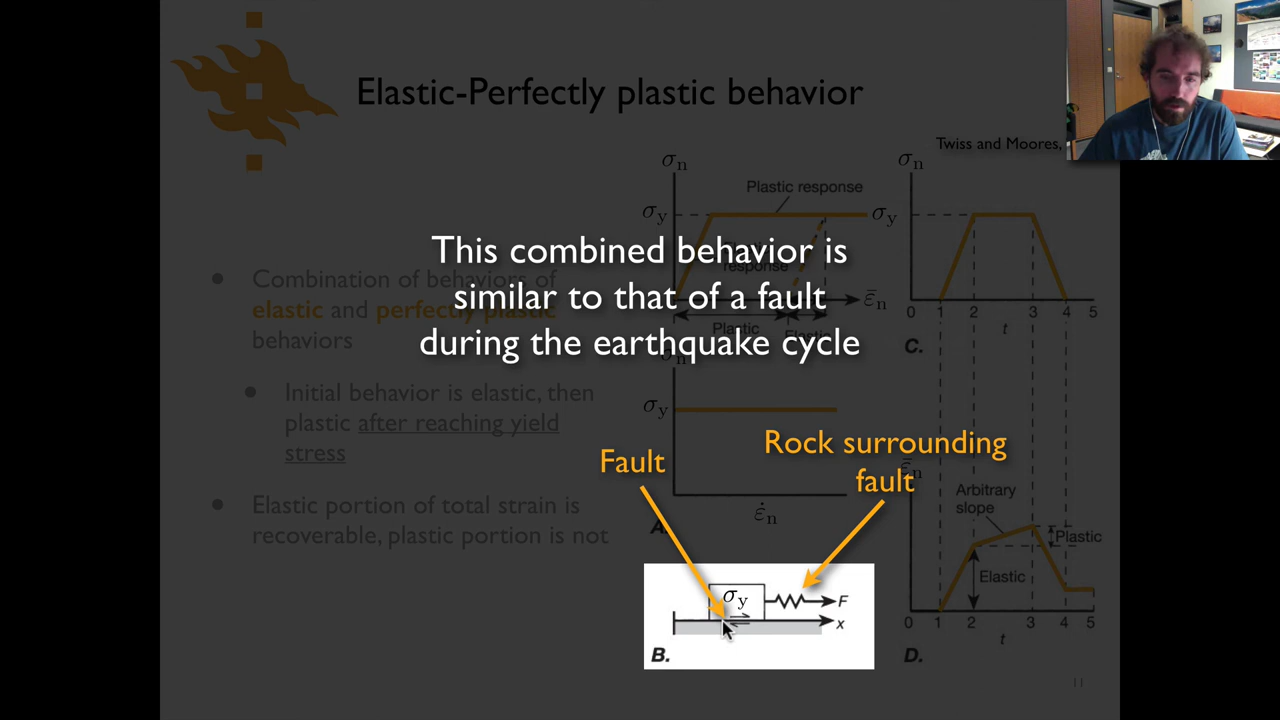 Elastic-Perfectly plastic behavior
Twiss and Moores,
This combined behavior is
similar to that of a fault
during the earthquake cycle
Combination of behaviors of
elastic and perfectly plastic
behaviors
Initial behavior is elastic, then
plastic after reaching yield
stress
Elastic portion of total strain is
recoverable, plastic portion is not
σn
Plastic response
σy
response
ε̄n
Plastic
σn
σy
0 1 2 3 4 5
t
C.
σy
ε̇n
A.
Fault
Rock surrounding
fault
σy
F
x
B.
ε̄n
Arbitrary
slope
Plastic
Elastic
0 1 2 3 4 5
t
D.
11